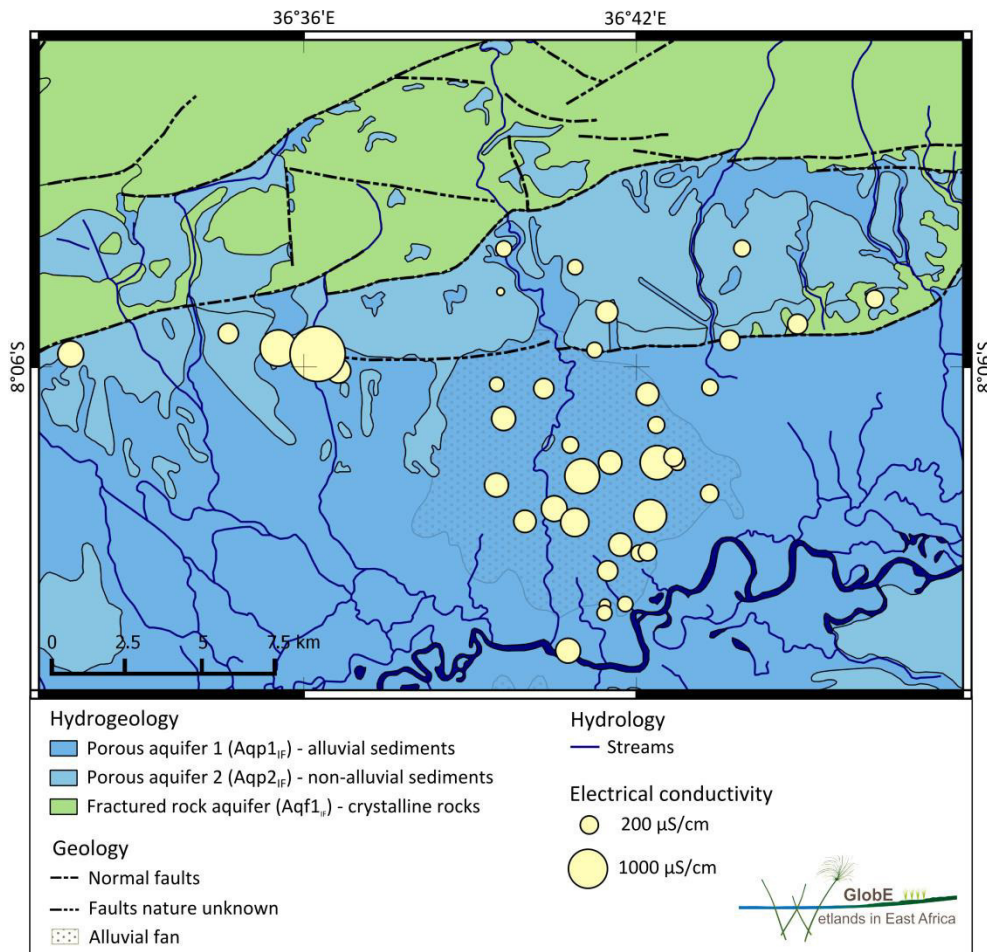 36°36'E 36°42'E
8°06'S 8°06'S
0 2.5 5 7.5 km
Hydrogeology
Porous aquifer 1 (Aqp1IF) - alluvial sediments
Porous aquifer 2 (Aqp2IF) - non-alluvial sediments
Fractured rock aquifer (Aqf1IF) - crystalline rocks
Geology
Normal faults
Faults nature unknown
Alluvial fan
Hydrology
Streams
Electrical conductivity
200 µS/cm
1000 µS/cm
GlobE
etlands in East Africa